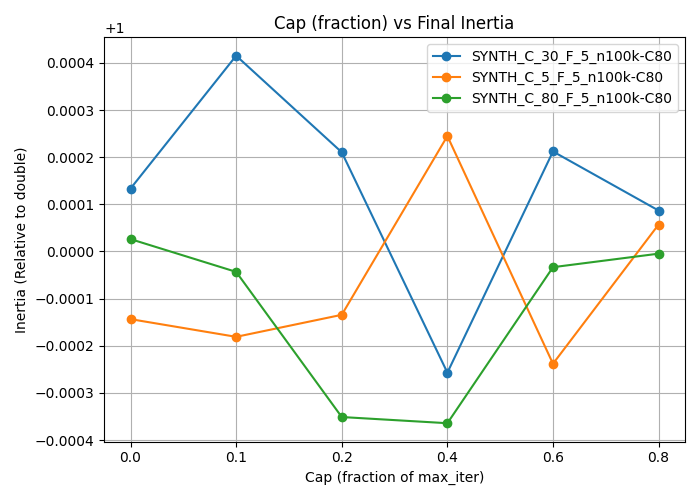 Cap (fraction) vs Final Inertia
+1
SYNTH_C_30_F_5_n100k-C80
SYNTH_C_5_F_5_n100k-C80
SYNTH_C_80_F_5_n100k-C80
0.0004
0.0003
0.0002
0.0001
0.0000
−0.0001
−0.0002
−0.0003
−0.0004
Inertia (Relative to double)
0.0 0.1 0.2 0.4 0.6 0.8
Cap (fraction of max_iter)